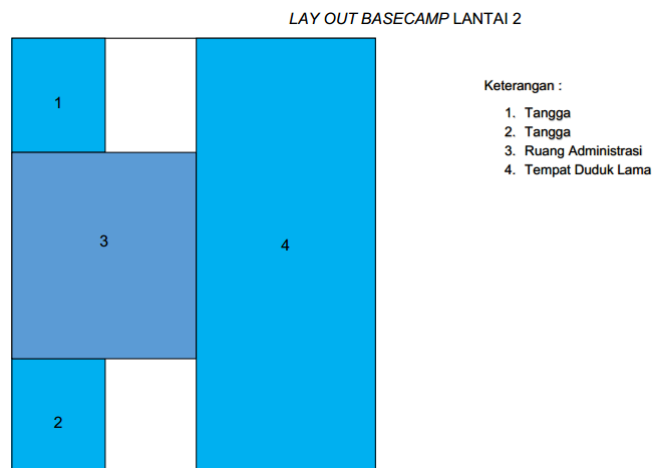 LAY OUT BASECAMP LANTAI 2
1
Keterangan :
1. Tangga
2. Tangga
3. Ruang Administrasi
4. Tempat Duduk Lama
3
4
2